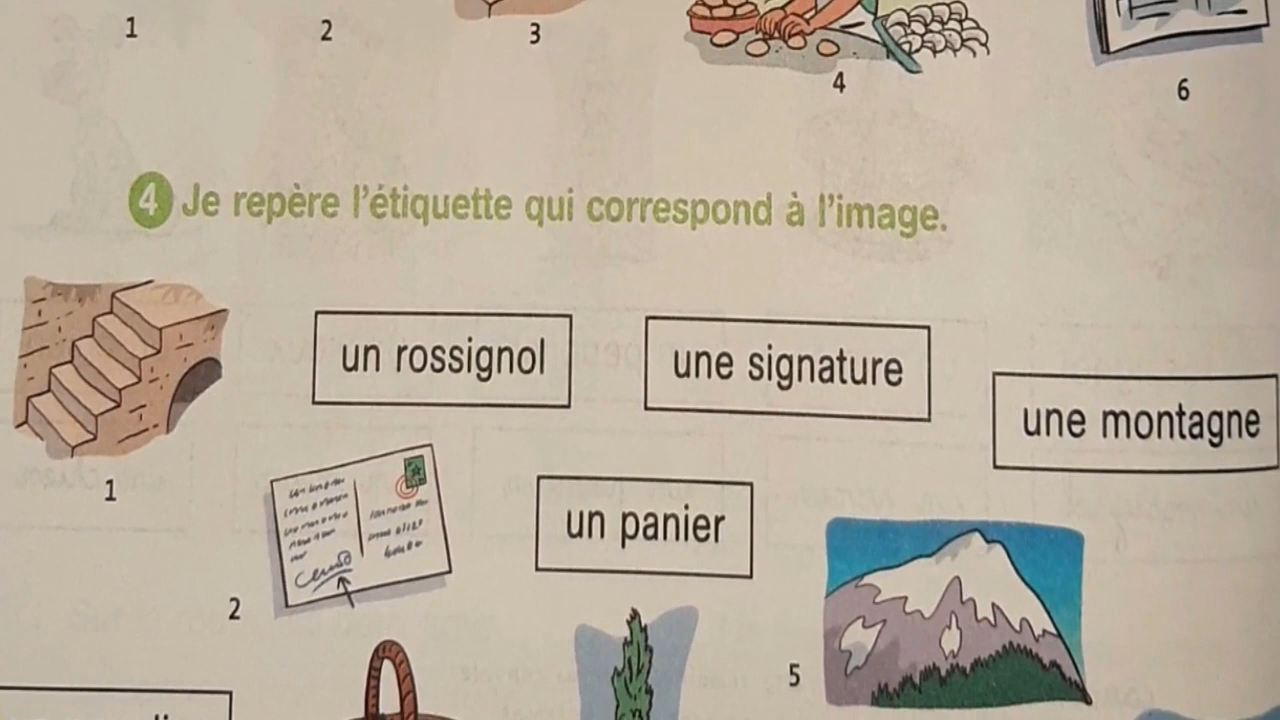 1
2
3
4
6
4 Je repère l'étiquette qui correspond à l'image.
un rossignol
une signature
une montagne
1
un panier
2
5